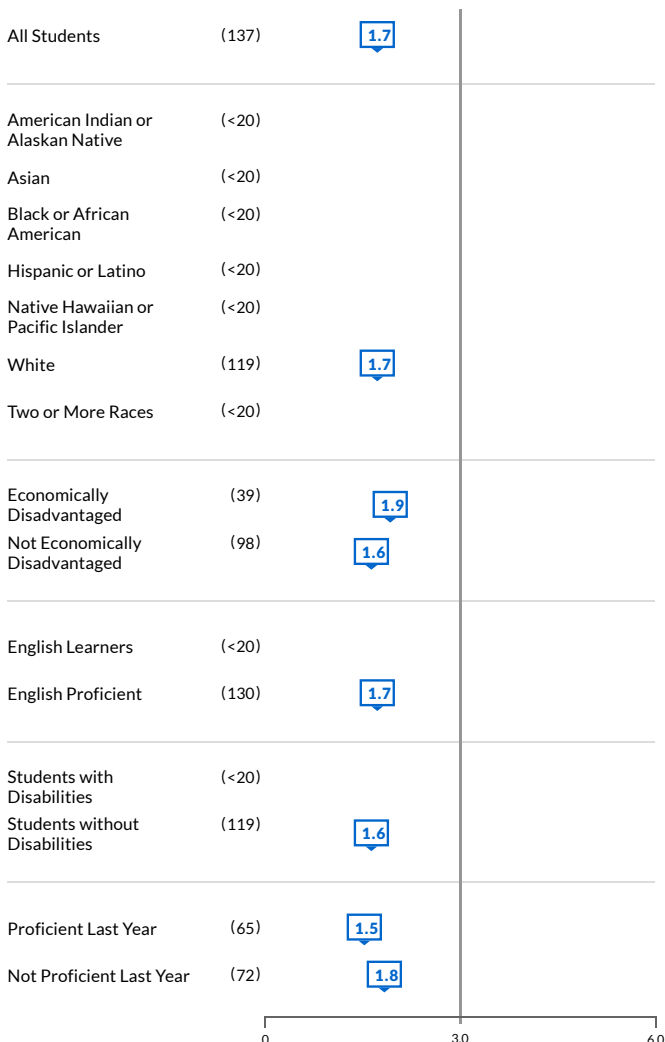 All Students (137) 1.7
American Indian or (<20)
Alaskan Native
Asian (<20)
Black or African (<20)
American
Hispanic or Latino (<20)
Native Hawaiian or (<20)
Pacific Islander
White (119) 1.7
Two or More Races (<20)
Economically (39) 1.9
Disadvantaged
Not Economically (98) 1.6
Disadvantaged
English Learners (<20)
English Proficient (130) 1.7
Students with (<20)
Disabilities
Students without (119) 1.6
Disabilities
Proficient Last Year (65) 1.5
Not Proficient Last Year (72) 1.8
0 3.0 6.0